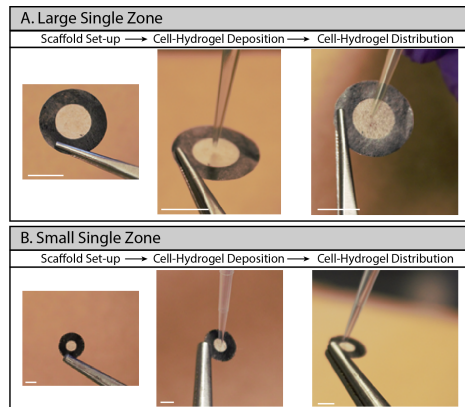 A. Large Single Zone
Scaffold Set-up → Cell-Hydrogel Deposition → Cell-Hydrogel Distribution
B. Small Single Zone
Scaffold Set-up → Cell-Hydrogel Deposition → Cell-Hydrogel Distribution